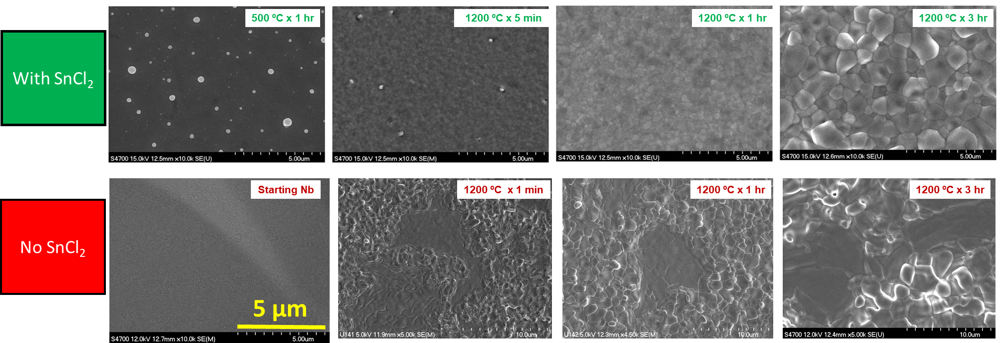 With SnCl₂
500 ºC x 1 hr
S4700 15.0kV 12.5mm x10.0k SE(U) 5.00um
1200 ºC x 5 min
S4700 15.0kV 12.5mm x10.0k SE(M) 5.00um
1200 ºC x 1 hr
S4700 15.0kV 12.5mm x10.0k SE(U) 5.00um
1200 ºC x 3 hr
S4700 15.0kV 12.6mm x10.0k SE(U) 5.00um
No SnCl₂
Starting Nb
5 µm
S4700 12.0kV 12.7mm x10.0k SE(M) 5.00um
1200 ºC x 1 min
U141 5.0kV 11.9mm x5.00k SE(M) 10.0um
1200 ºC x 1 hr
U142 5.0kV 12.3mm x4.50k SE(M) 10.0um
1200 ºC x 3 hr
S4700 12.0kV 12.4mm x5.00k SE(U) 10.0um